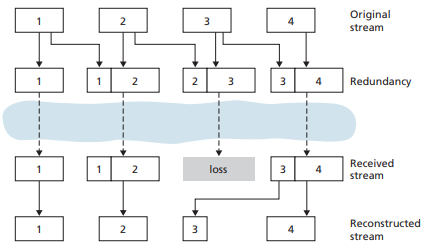 1 2 3 4 Original stream
1 1 2 2 3 3 4 Redundancy
1 1 2 loss 3 4 Received stream
1 2 3 4 Reconstructed stream